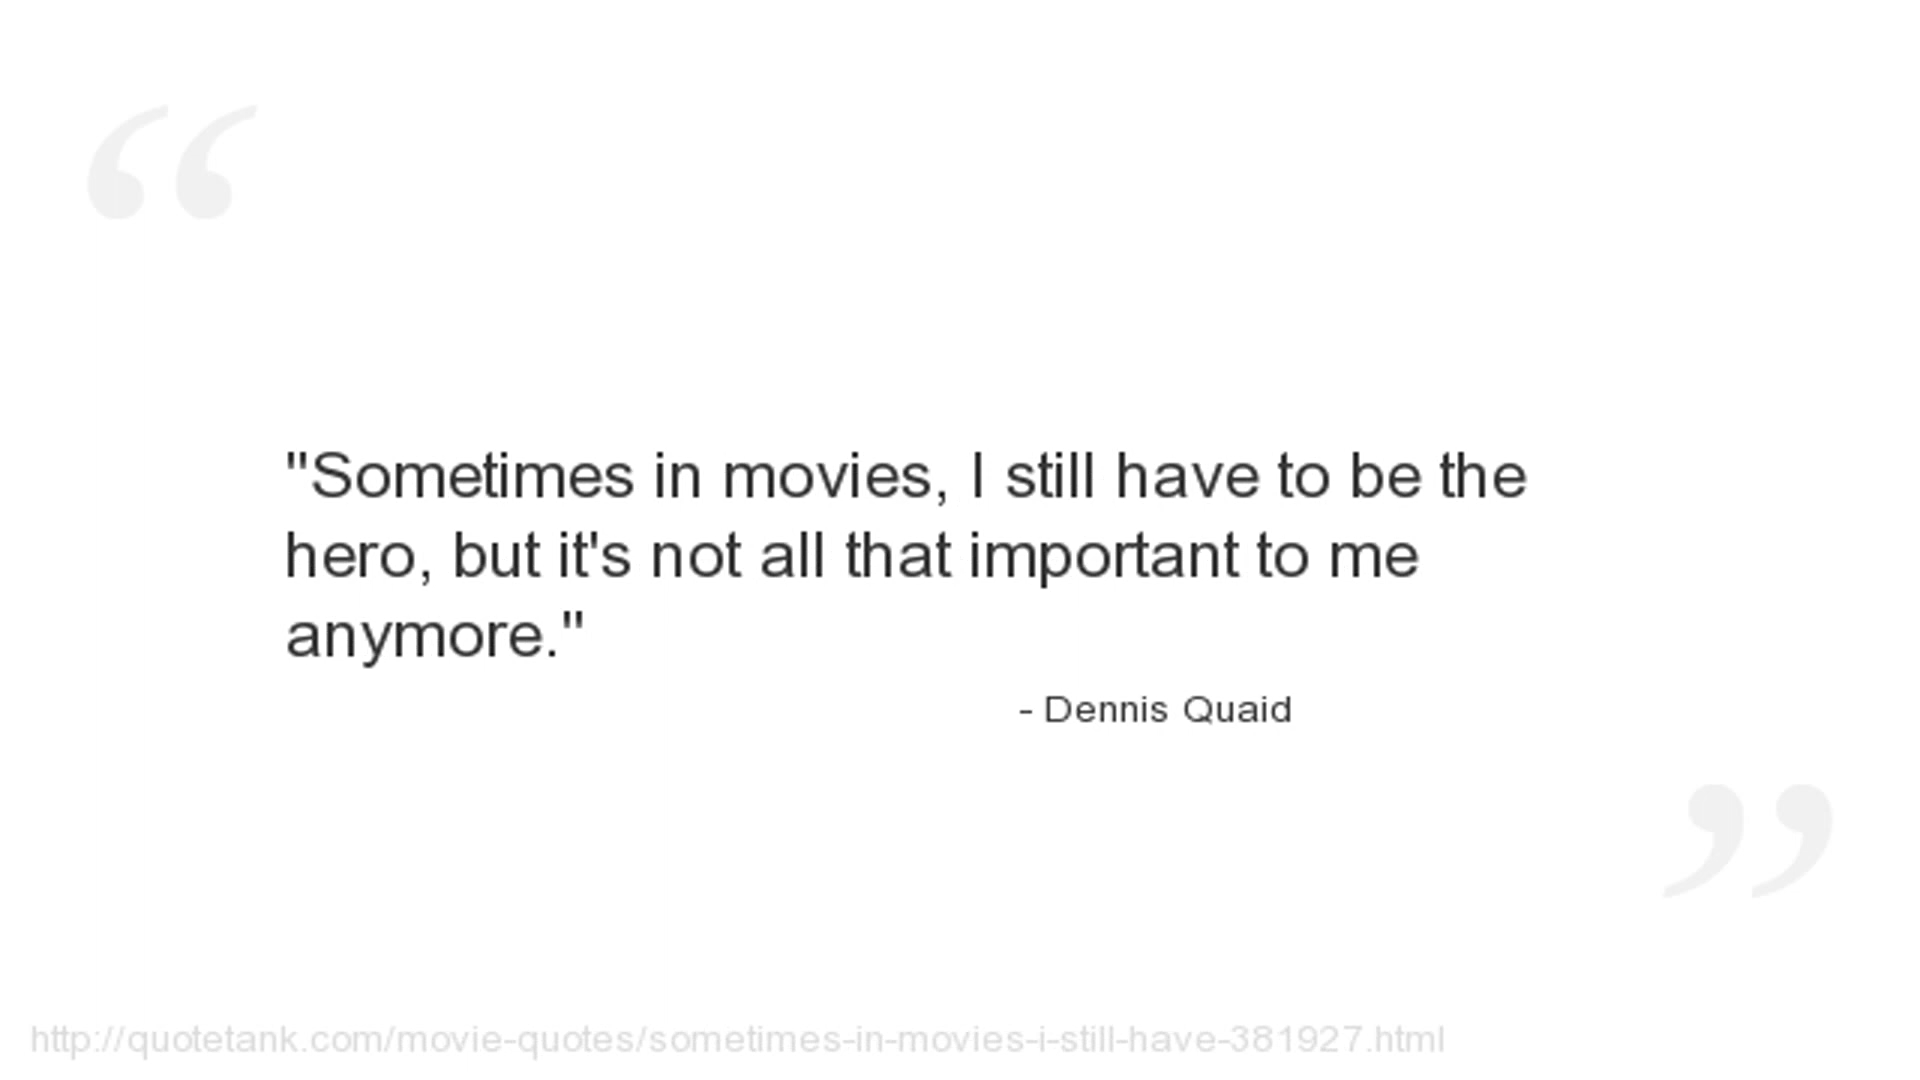 "Sometimes in movies, I still have to be the
hero, but it's not all that important to me
anymore."
- Dennis Quaid
http://quotetank.com/movie-quotes/sometimes-in-movies-i-still-have-381927.html